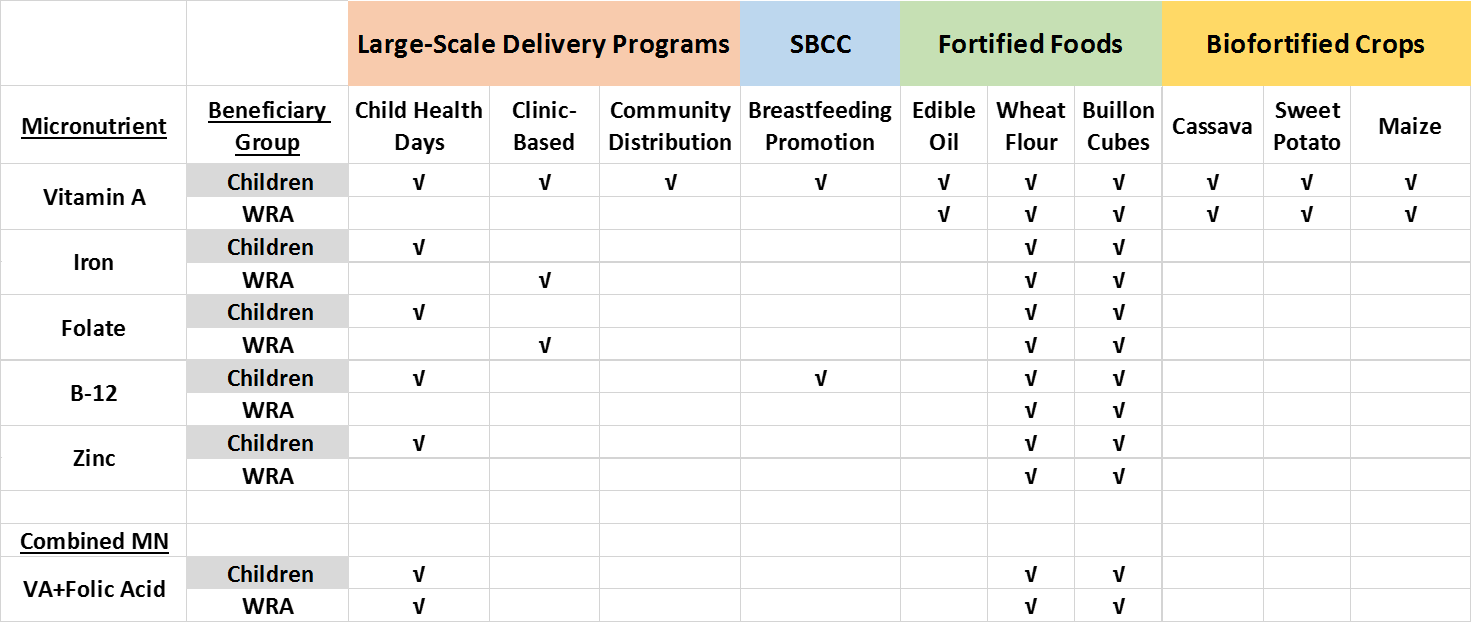 Large-Scale Delivery Programs SBCC Fortified Foods Biofortified Crops
Micronutrient Beneficiary Group Child Health Days Clinic-Based Community Distribution Breastfeeding Promotion Edible Oil Wheat Flour Buillon Cubes Cassava Sweet Potato Maize
Vitamin A
Children √ √ √ √ √ √ √ √ √ √
WRA √ √ √ √ √ √
Iron
Children √ √ √
WRA √ √ √
Folate
Children √ √ √
WRA √ √ √
B-12
Children √ √ √ √
WRA √ √
Zinc
Children √ √ √
WRA √ √
Combined MN
VA+Folic Acid
Children √ √ √
WRA √ √ √